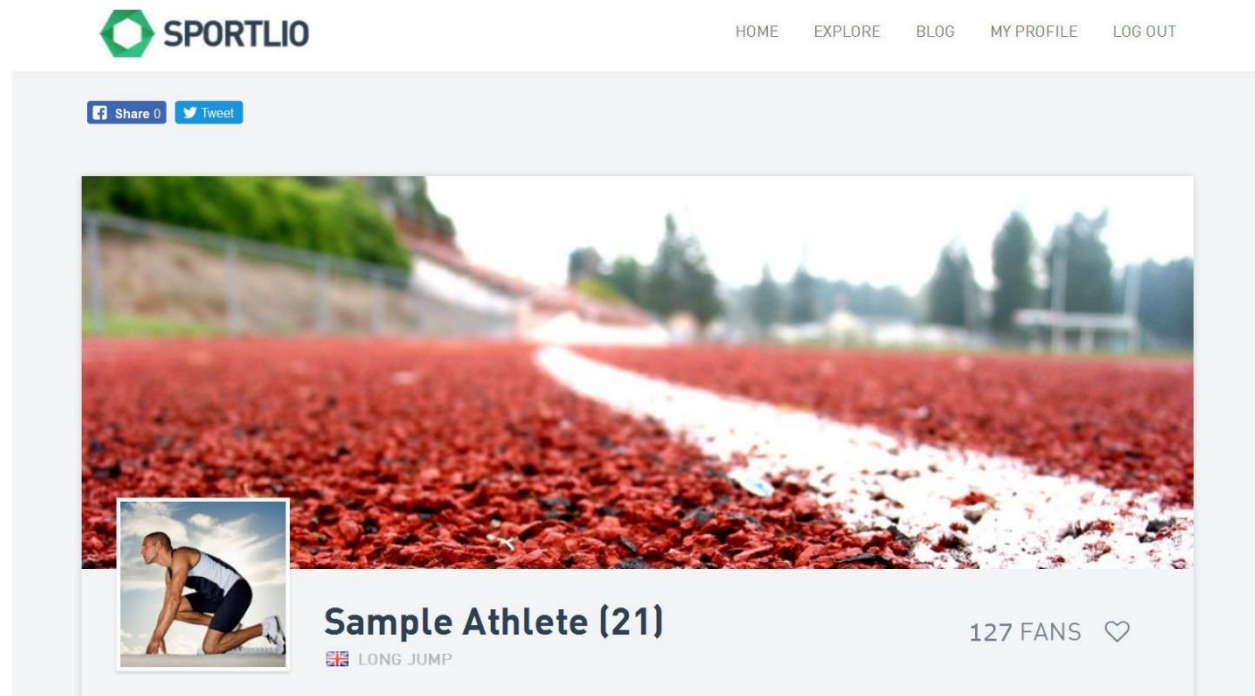 SPORTLIO
HOME EXPLORE BLOG MY PROFILE LOG OUT
Share 0 Tweet
Sample Athlete (21)
127 FANS
LONG JUMP